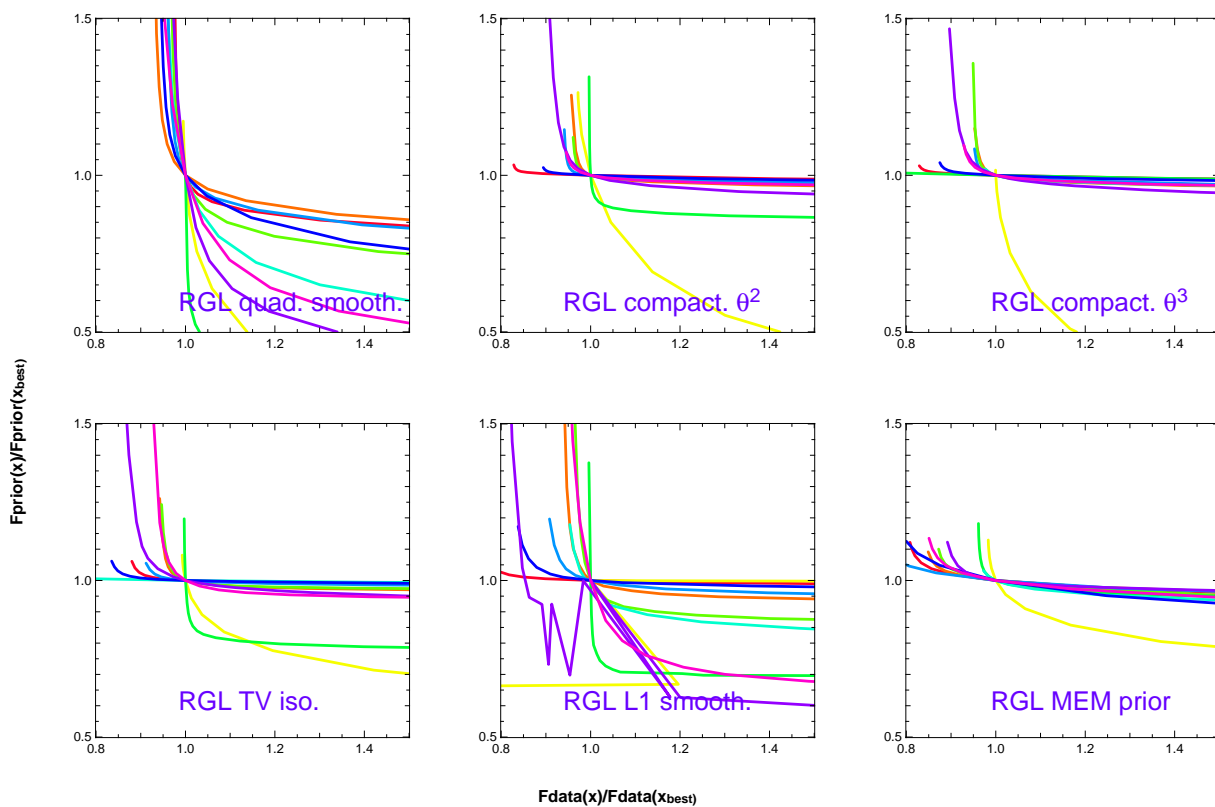 1.5
1.0
0.5
0.8 1.0 1.2 1.4
RGL quad. smooth.
1.5
1.0
0.5
0.8 1.0 1.2 1.4
RGL compact. θ²
1.5
1.0
0.5
0.8 1.0 1.2 1.4
RGL compact. θ³
Fprior(x)/Fprior(xbest)
1.5
1.0
0.5
0.8 1.0 1.2 1.4
RGL TV iso.
1.5
1.0
0.5
0.8 1.0 1.2 1.4
RGL L1 smooth.
1.5
1.0
0.5
0.8 1.0 1.2 1.4
RGL MEM prior
Fdata(x)/Fdata(xbest)